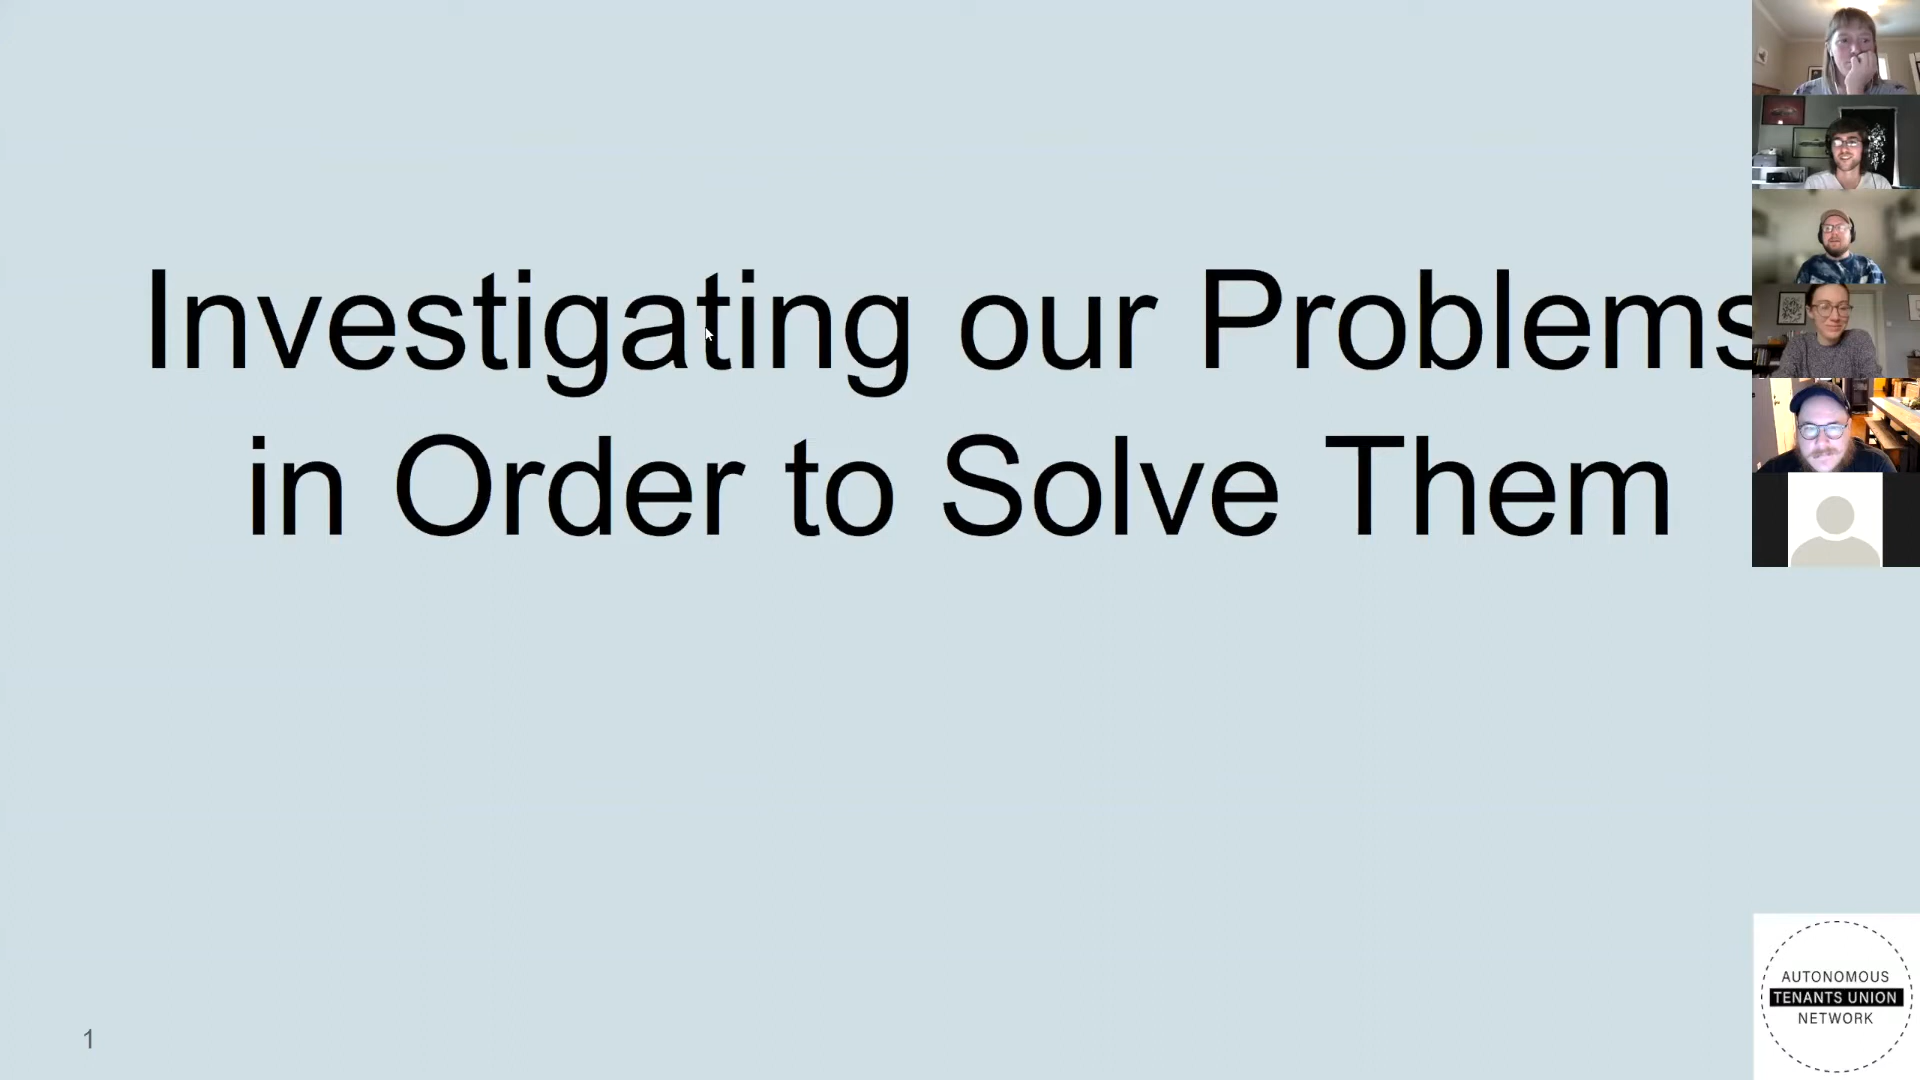 Investigating our Problems
in Order to Solve Them
AUTONOMOUS
TENANTS UNION
NETWORK
1